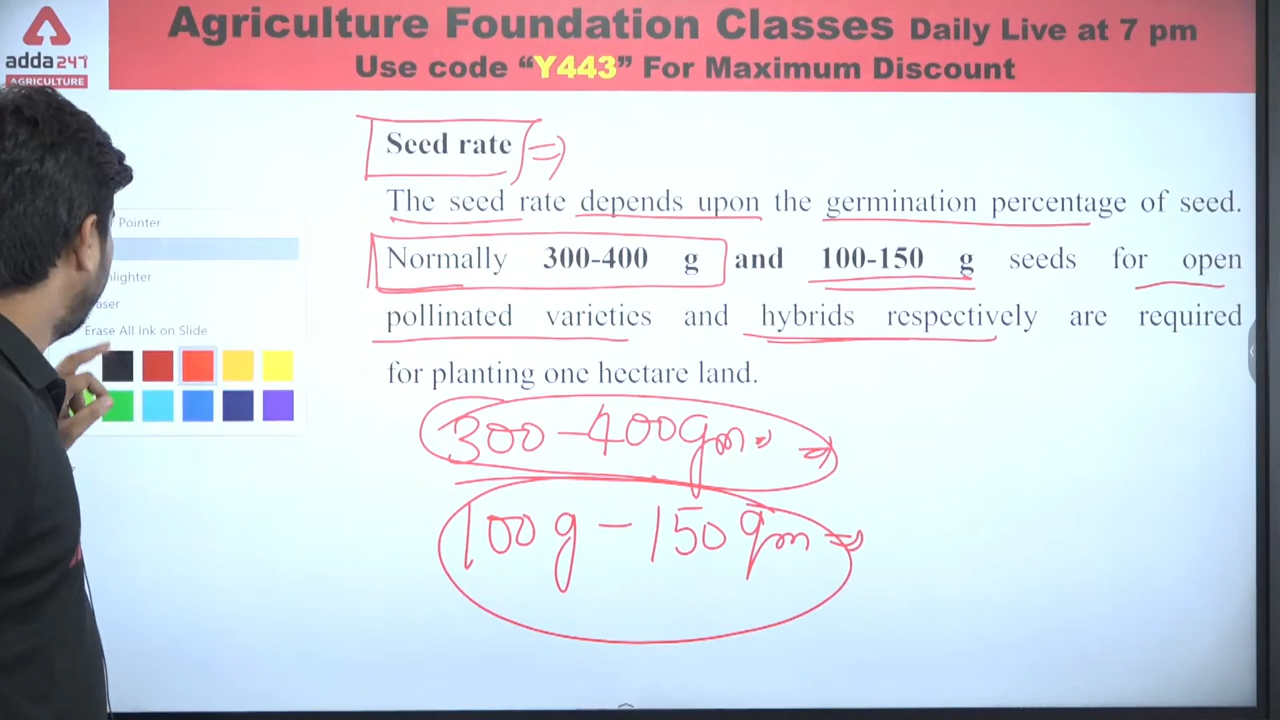 Agriculture Foundation Classes Daily Live at 7 pm
Use code “Y443” For Maximum Discount
adda247
AGRICULTURE
Seed rate ⇒
The seed rate depends upon the germination percentage of seed.
Normally 300-400 g and 100-150 g seeds for open
pollinated varieties and hybrids respectively are required
for planting one hectare land.
Pointer
Erase All Ink on Slide
300-400gm
100g-150gm